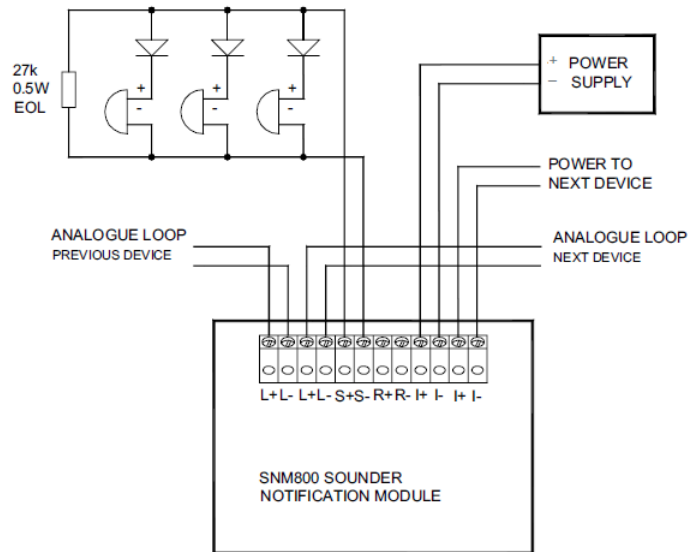 27k
0.5W
EOL
+
-
+
-
+
-
+ POWER
− SUPPLY
POWER TO
NEXT DEVICE
ANALOGUE LOOP
PREVIOUS DEVICE
ANALOGUE LOOP
NEXT DEVICE
L+ L- L+ L- S+ S- R+ R- I+ I- I+ I-
SNM800 SOUNDER
NOTIFICATION MODULE